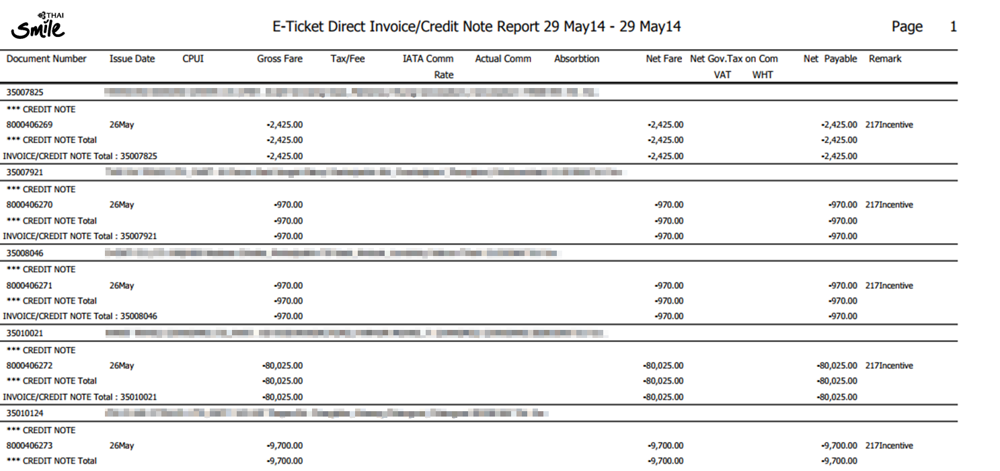 THAI
Smile
E-Ticket Direct Invoice/Credit Note Report 29 May14 - 29 May14 Page 1
Document Number Issue Date CPUI Gross Fare Tax/Fee IATA Comm Actual Comm Absorbtion Net Fare Net Gov.Tax on Com Net Payable Remark
Rate VAT WHT
35007825
*** CREDIT NOTE
8000406269 26May -2,425.00 -2,425.00 -2,425.00 217Incentive
*** CREDIT NOTE Total -2,425.00 -2,425.00 -2,425.00
INVOICE/CREDIT NOTE Total : 35007825 -2,425.00 -2,425.00 -2,425.00
35007921
*** CREDIT NOTE
8000406270 26May -970.00 -970.00 -970.00 217Incentive
*** CREDIT NOTE Total -970.00 -970.00 -970.00
INVOICE/CREDIT NOTE Total : 35007921 -970.00 -970.00 -970.00
35008046
*** CREDIT NOTE
8000406271 26May -970.00 -970.00 -970.00 217Incentive
*** CREDIT NOTE Total -970.00 -970.00 -970.00
INVOICE/CREDIT NOTE Total : 35008046 -970.00 -970.00 -970.00
35010021
*** CREDIT NOTE
8000406272 26May -80,025.00 -80,025.00 -80,025.00 217Incentive
*** CREDIT NOTE Total -80,025.00 -80,025.00 -80,025.00
INVOICE/CREDIT NOTE Total : 35010021 -80,025.00 -80,025.00 -80,025.00
35010124
*** CREDIT NOTE
8000406273 26May -9,700.00 -9,700.00 -9,700.00 217Incentive
*** CREDIT NOTE Total -9,700.00 -9,700.00 -9,700.00